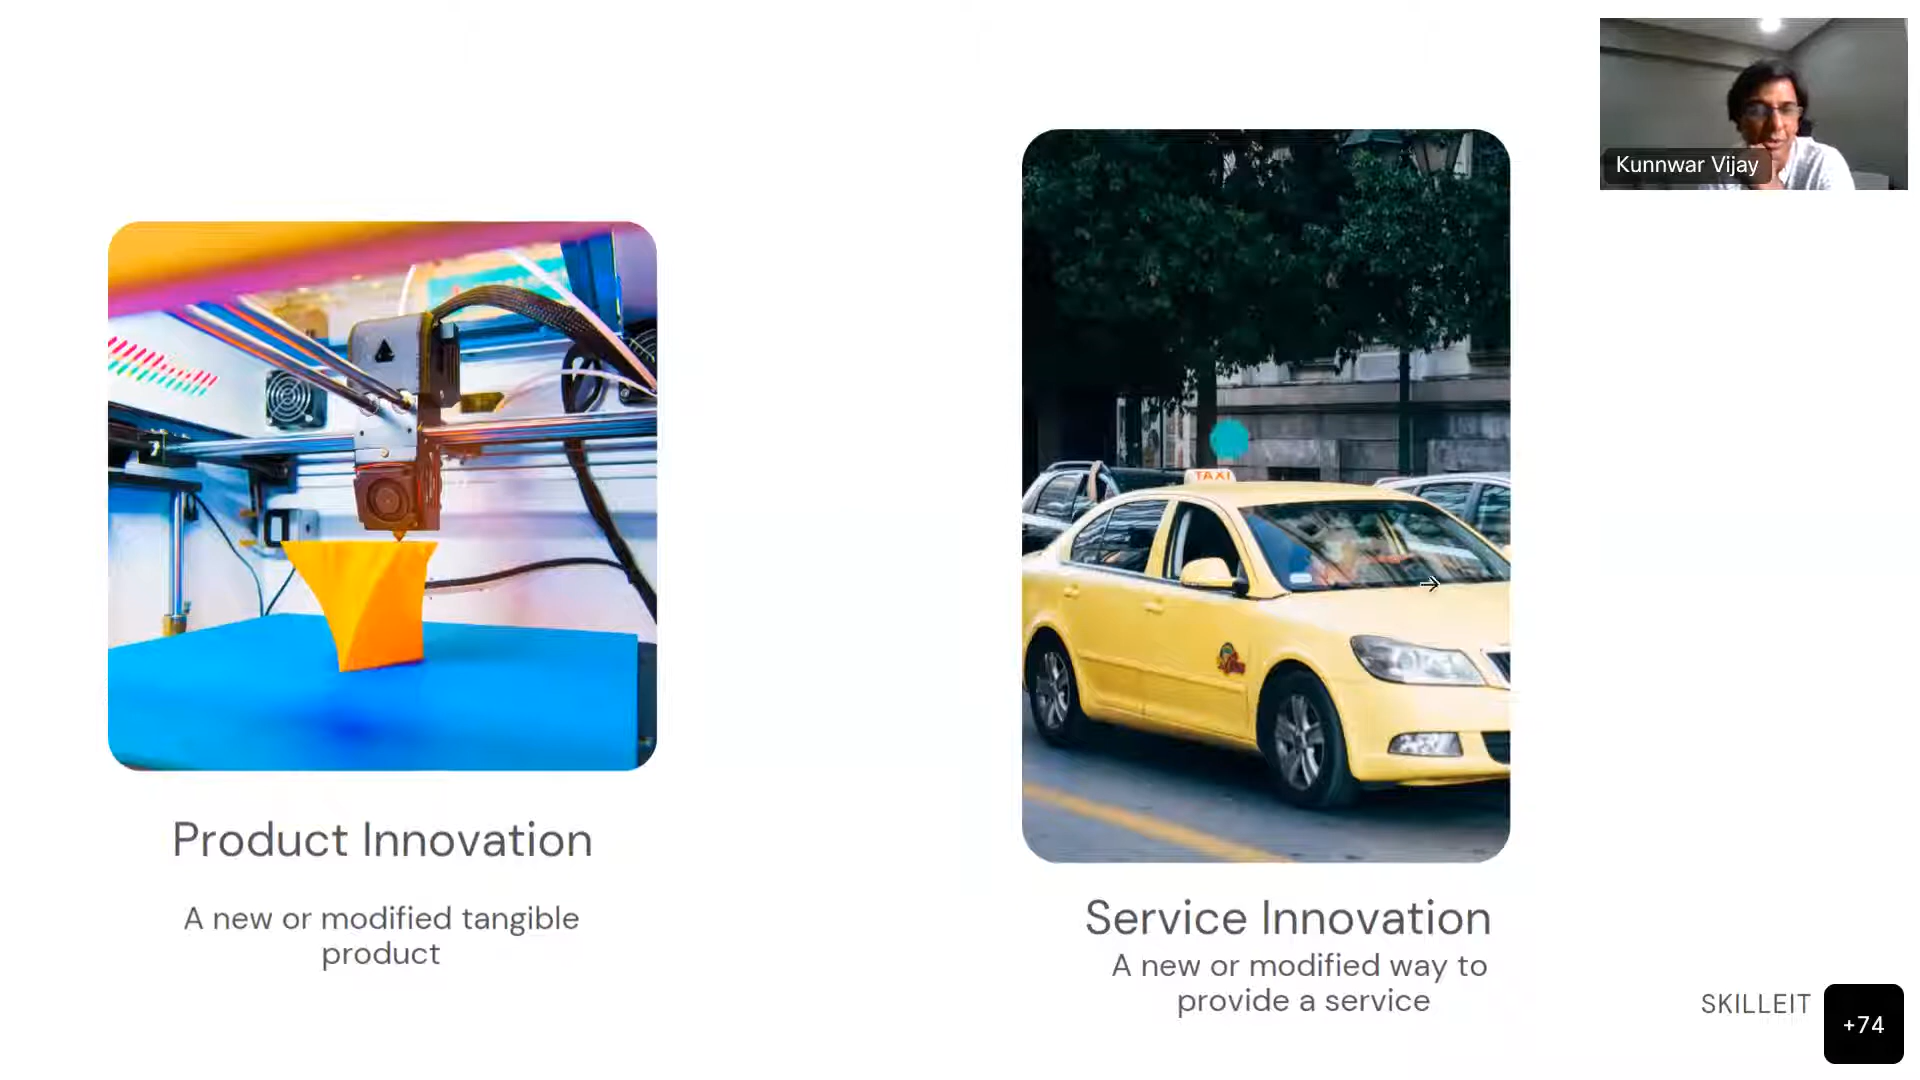 Kunnwar Vijay
TAXI
Product Innovation
A new or modified tangible
product
Service Innovation
A new or modified way to
provide a service
SKILLEIT
+74